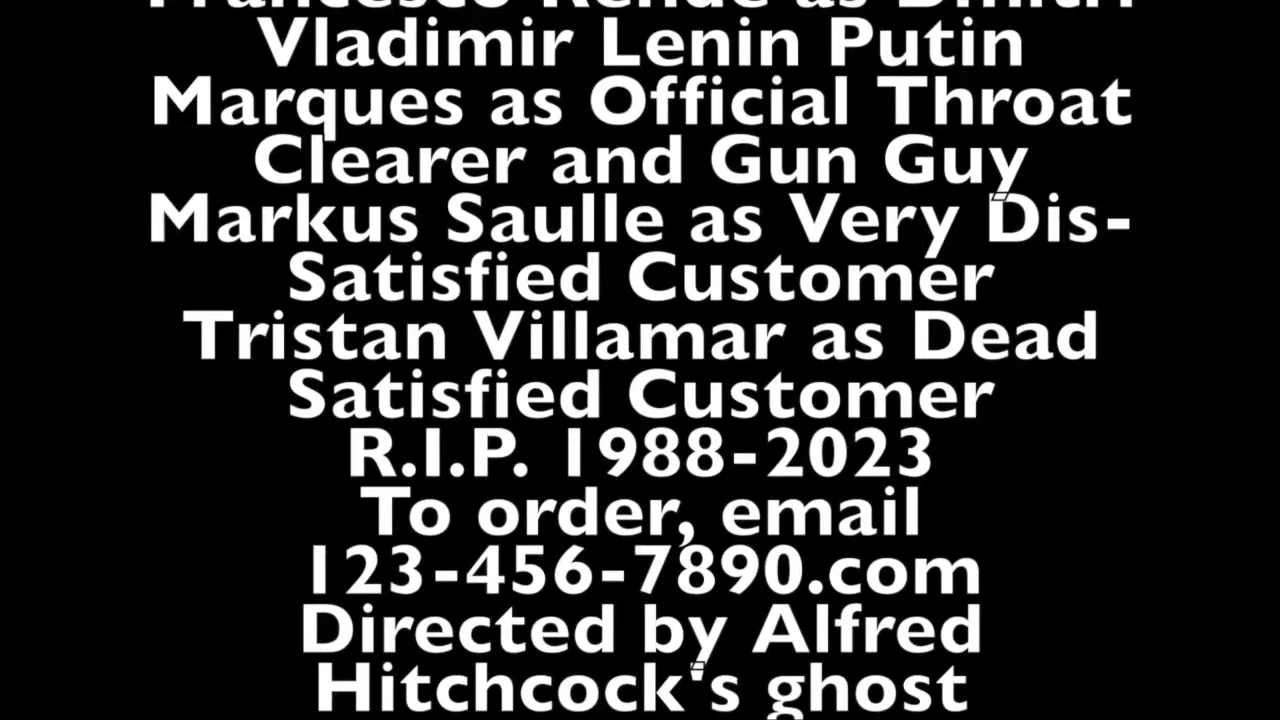 Francesco Rende as Dmitri
Vladimir Lenin Putin
Marques as Official Throat
Clearer and Gun Guy
Markus Saulle as Very Dis-
Satisfied Customer
Tristan Villamar as Dead
Satisfied Customer
R.I.P. 1988-2023
To order, email
123-456-7890.com
Directed by Alfred
Hitchcock's ghost